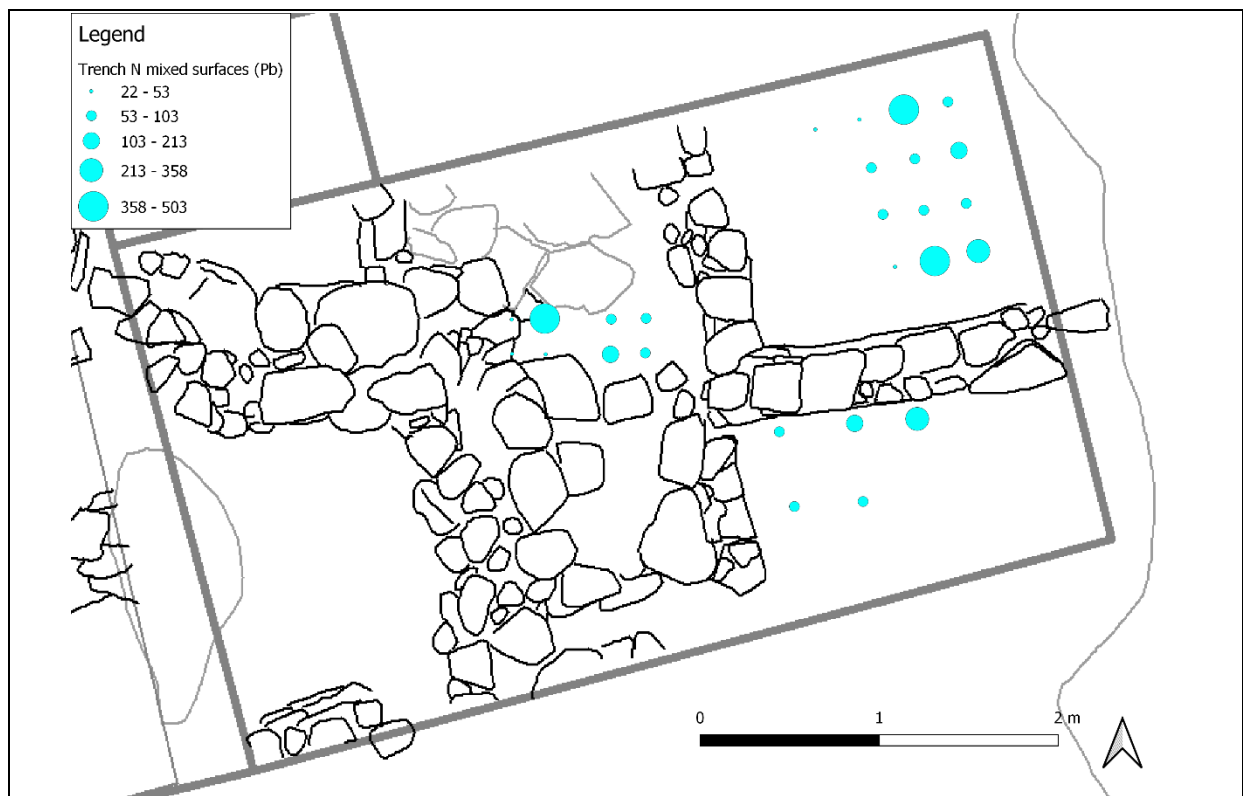 Legend
Trench N mixed surfaces (Pb)
22 - 53
53 - 103
103 - 213
213 - 358
358 - 503
0 1 2 m